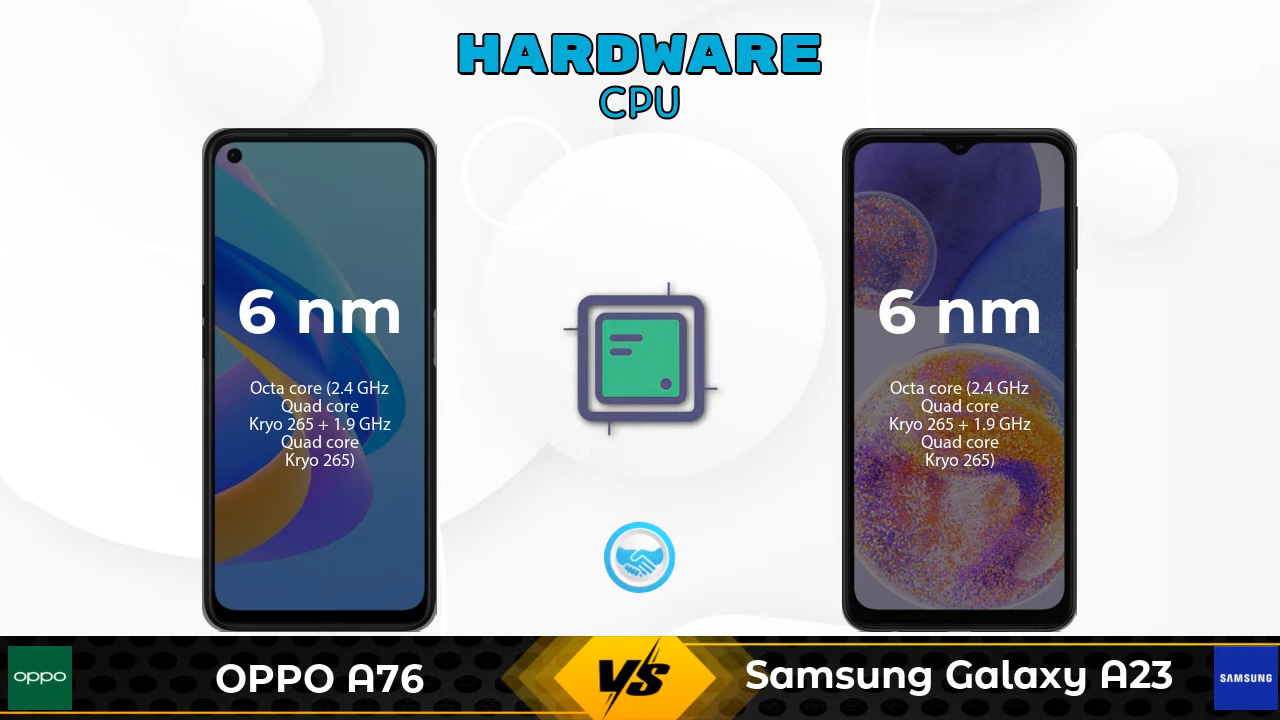 HARDWARE
CPU
6 nm
Octa core (2.4 GHz
Quad core
Kryo 265 + 1.9 GHz
Quad core
Kryo 265)
6 nm
Octa core (2.4 GHz
Quad core
Kryo 265 + 1.9 GHz
Quad core
Kryo 265)
oppo
OPPO A76
VS
Samsung Galaxy A23
SAMSUNG